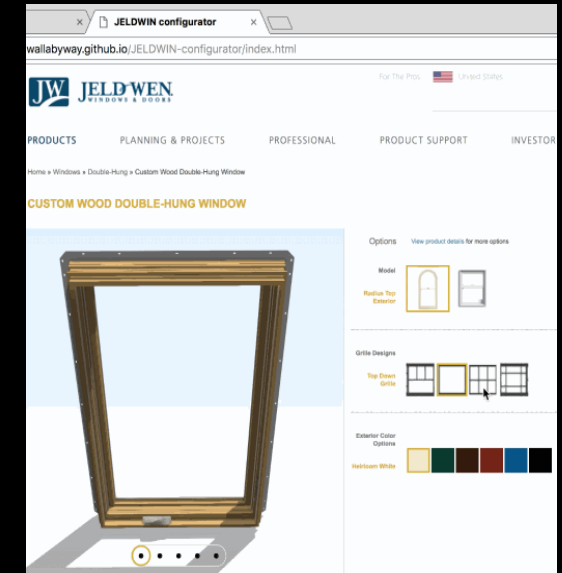 JELDWIN configurator
wallabyway.github.io/JELDWIN-configurator/index.html
For The Pros United States
JW JELD-WEN
WINDOWS & DOORS
PRODUCTS PLANNING & PROJECTS PROFESSIONAL PRODUCT SUPPORT INVESTOR
Home » Windows » Double-Hung » Custom Wood Double-Hung Window
CUSTOM WOOD DOUBLE-HUNG WINDOW
Options View product details for more options
Model
Radius Top
Exterior
Grille Designs
Top Down
Grille
Exterior Color
Options
Heirloom White